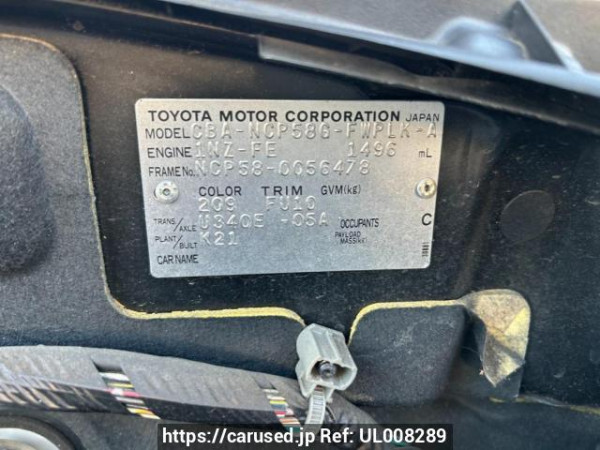 TOYOTA MOTOR CORPORATION JAPAN
MODEL CBA-NCP58G-FWPLK-A
ENGINE 1NZ-FE 1496 mL
FRAME No. NCP58-0056478
COLOR TRIM GVM(kg)
209 FU10
TRANS/AXLE U340E -05A OCCUPANTS C
PLANT/BUILT K21 PAYLOAD MASS(kg)
CAR NAME
https://carused.jp Ref: UL008289